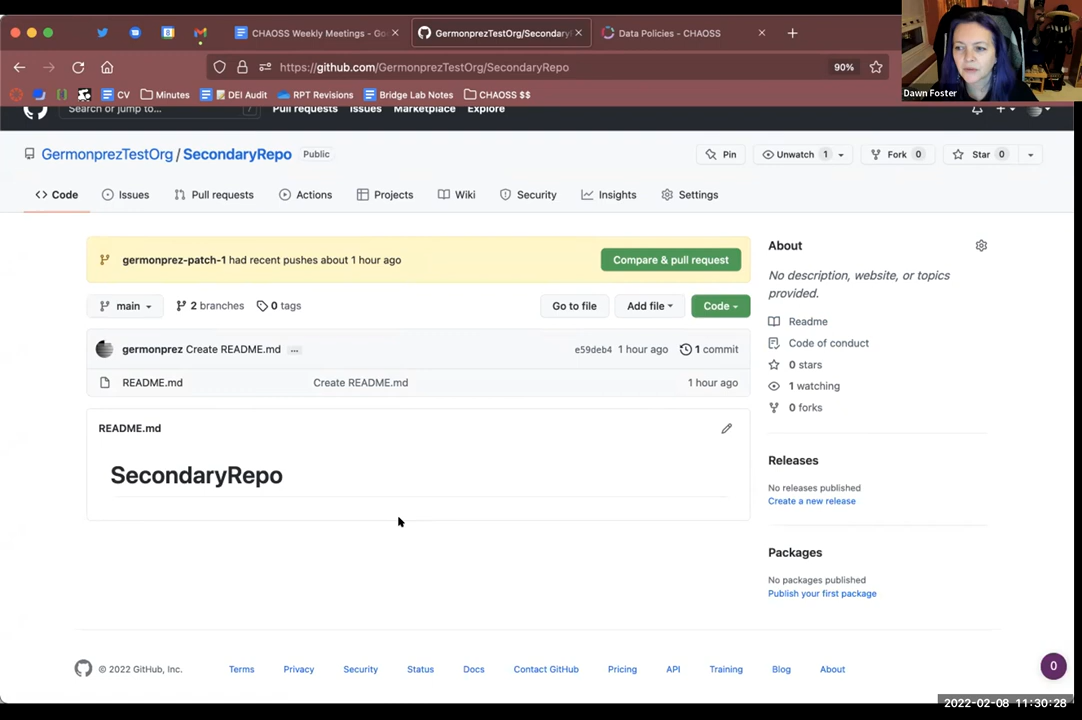 CHAOSS Weekly Meetings - Go
GermonprezTestOrg/Secondary
Data Policies - CHAOSS
https://github.com/GermonprezTestOrg/SecondaryRepo
90%
CV
Minutes
DEI Audit
RPT Revisions
Bridge Lab Notes
CHAOSS $$
Dawn Foster
Search or jump to...
/
Pull requests
Issues
Marketplace
Explore
GermonprezTestOrg / SecondaryRepo
Public
Pin
Unwatch 1
Fork 0
Star 0
Code
Issues
Pull requests
Actions
Projects
Wiki
Security
Insights
Settings
germonprez-patch-1 had recent pushes about 1 hour ago
Compare & pull request
main
2 branches
0 tags
Go to file
Add file
Code
germonprez Create README.md ...
e59deb4 1 hour ago
1 commit
README.md
Create README.md
1 hour ago
README.md
SecondaryRepo
About
No description, website, or topics
provided.
Readme
Code of conduct
0 stars
1 watching
0 forks
Releases
No releases published
Create a new release
Packages
No packages published
Publish your first package
© 2022 GitHub, Inc.
Terms
Privacy
Security
Status
Docs
Contact GitHub
Pricing
API
Training
Blog
About
0
2022-02-08 11:30:28